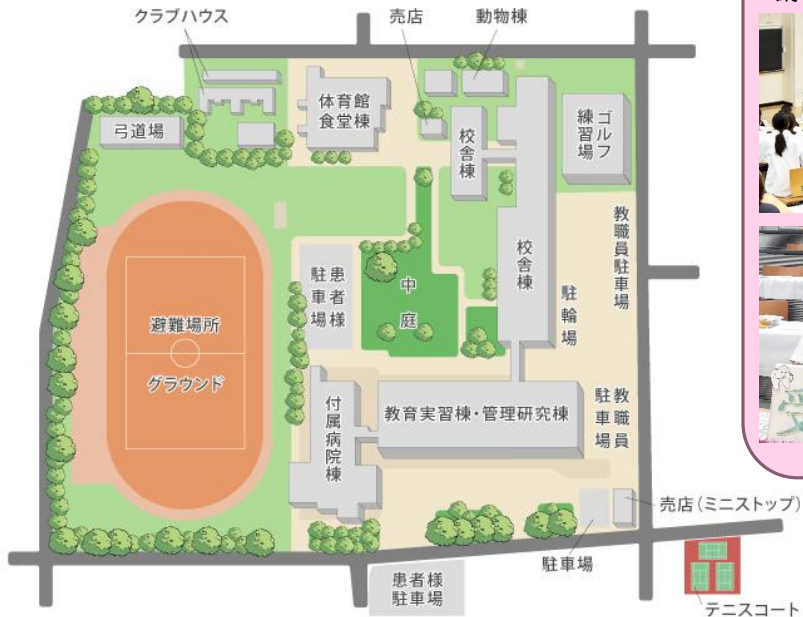 クラブハウス
売店
動物棟
体育館
食堂棟
弓道場
校舎棟
ゴルフ
練習場
教職員駐車場
校舎棟
患者様
駐車場
中庭
駐輪場
避難場所
グラウンド
付属病院棟
教育実習棟・管理研究棟
教職員
駐車場
売店(ミニストップ)
駐車場
患者様
駐車場
テニスコート